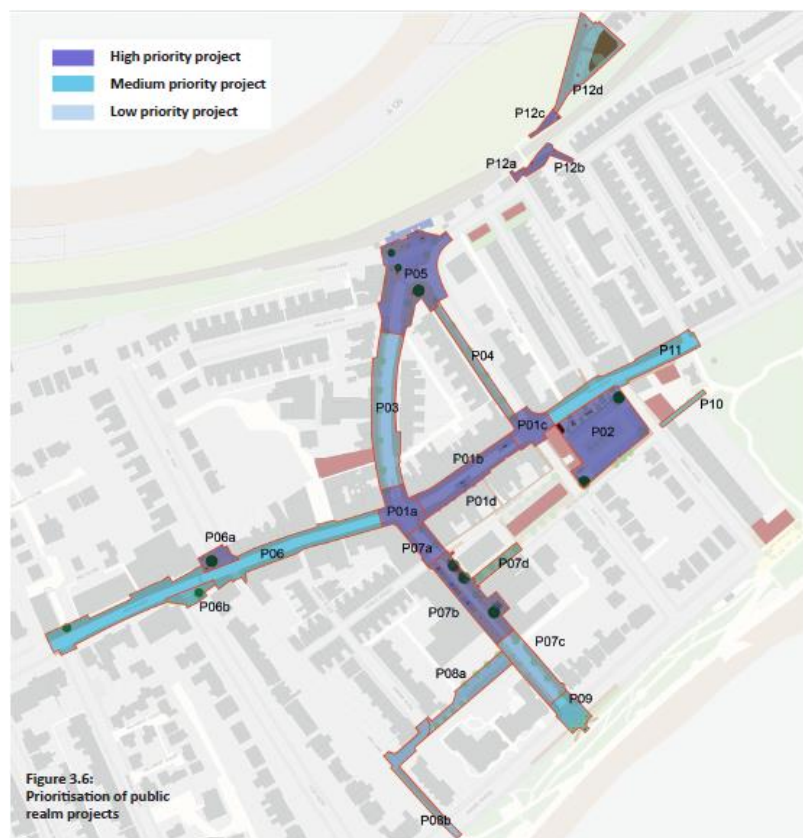 High priority project
Medium priority project
Low priority project
P12d
P12c
P12a
P12b
P05
P04
P11
P03
P10
P01c
P02
P01b
P01d
P01a
P06a
P07a
P06
P07d
P06b
P07b
P07c
P08a
P09
Figure 3.6:
Prioritisation of public
realm projects
P08b